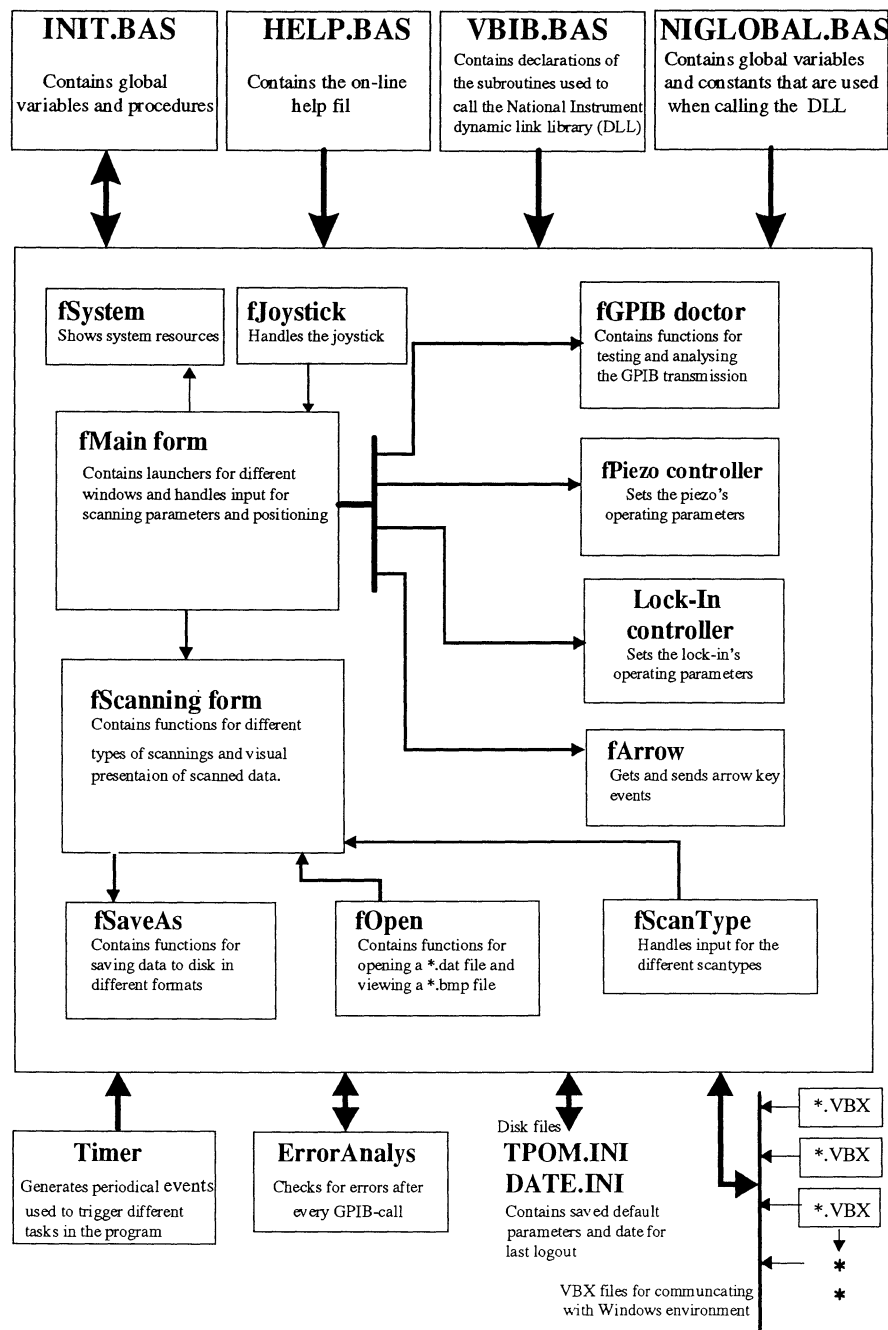 INIT.BAS
Contains global
variables and procedures
HELP.BAS
Contains the on-line
help fil
VBIB.BAS
Contains declarations of
the subroutines used to
call the National Instrument
dynamic link library (DLL)
NIGLOBAL.BAS
Contains global variables
and constants that are used
when calling the DLL
fSystem
Shows system resources
fJoystick
Handles the joystick
fGPIB doctor
Contains functions for
testing and analysing
the GPIB transmission
fMain form
Contains launchers for different
windows and handles input for
scanning parameters and positioning
fPiezo controller
Sets the piezo's
operating parameters
Lock-In
controller
Sets the lock-in's
operating parameters
fScanning form
Contains functions for different
types of scannings and visual
presentaion of scanned data.
fArrow
Gets and sends arrow key
events
fSaveAs
Contains functions for
saving data to disk in
different formats
fOpen
Contains functions for
opening a *.dat file and
viewing a *.bmp file
fScanType
Handles input for the
different scantypes
Timer
Generates periodical events
used to trigger different
tasks in the program
ErrorAnalys
Checks for errors after
every GPIB-call
Disk files
TPOM.INI
DATE.INI
Contains saved default
parameters and date for
last logout
*.VBX
*.VBX
*.VBX
*
*
VBX files for communcating
with Windows environment